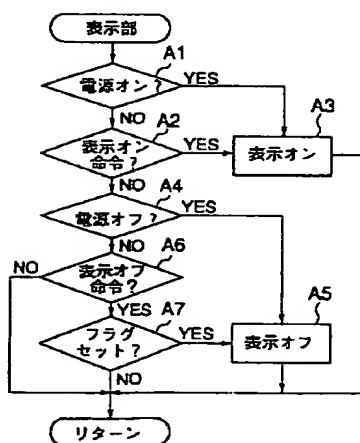 表示部
A1
電源オン?
YES
NO
A2
A3
表示オン
命令?
YES
表示オン
NO
A4
電源オフ?
YES
NO
A6
NO
表示オフ
命令?
YES
A7
A5
フラグ
セット?
YES
表示オフ
NO
リターン